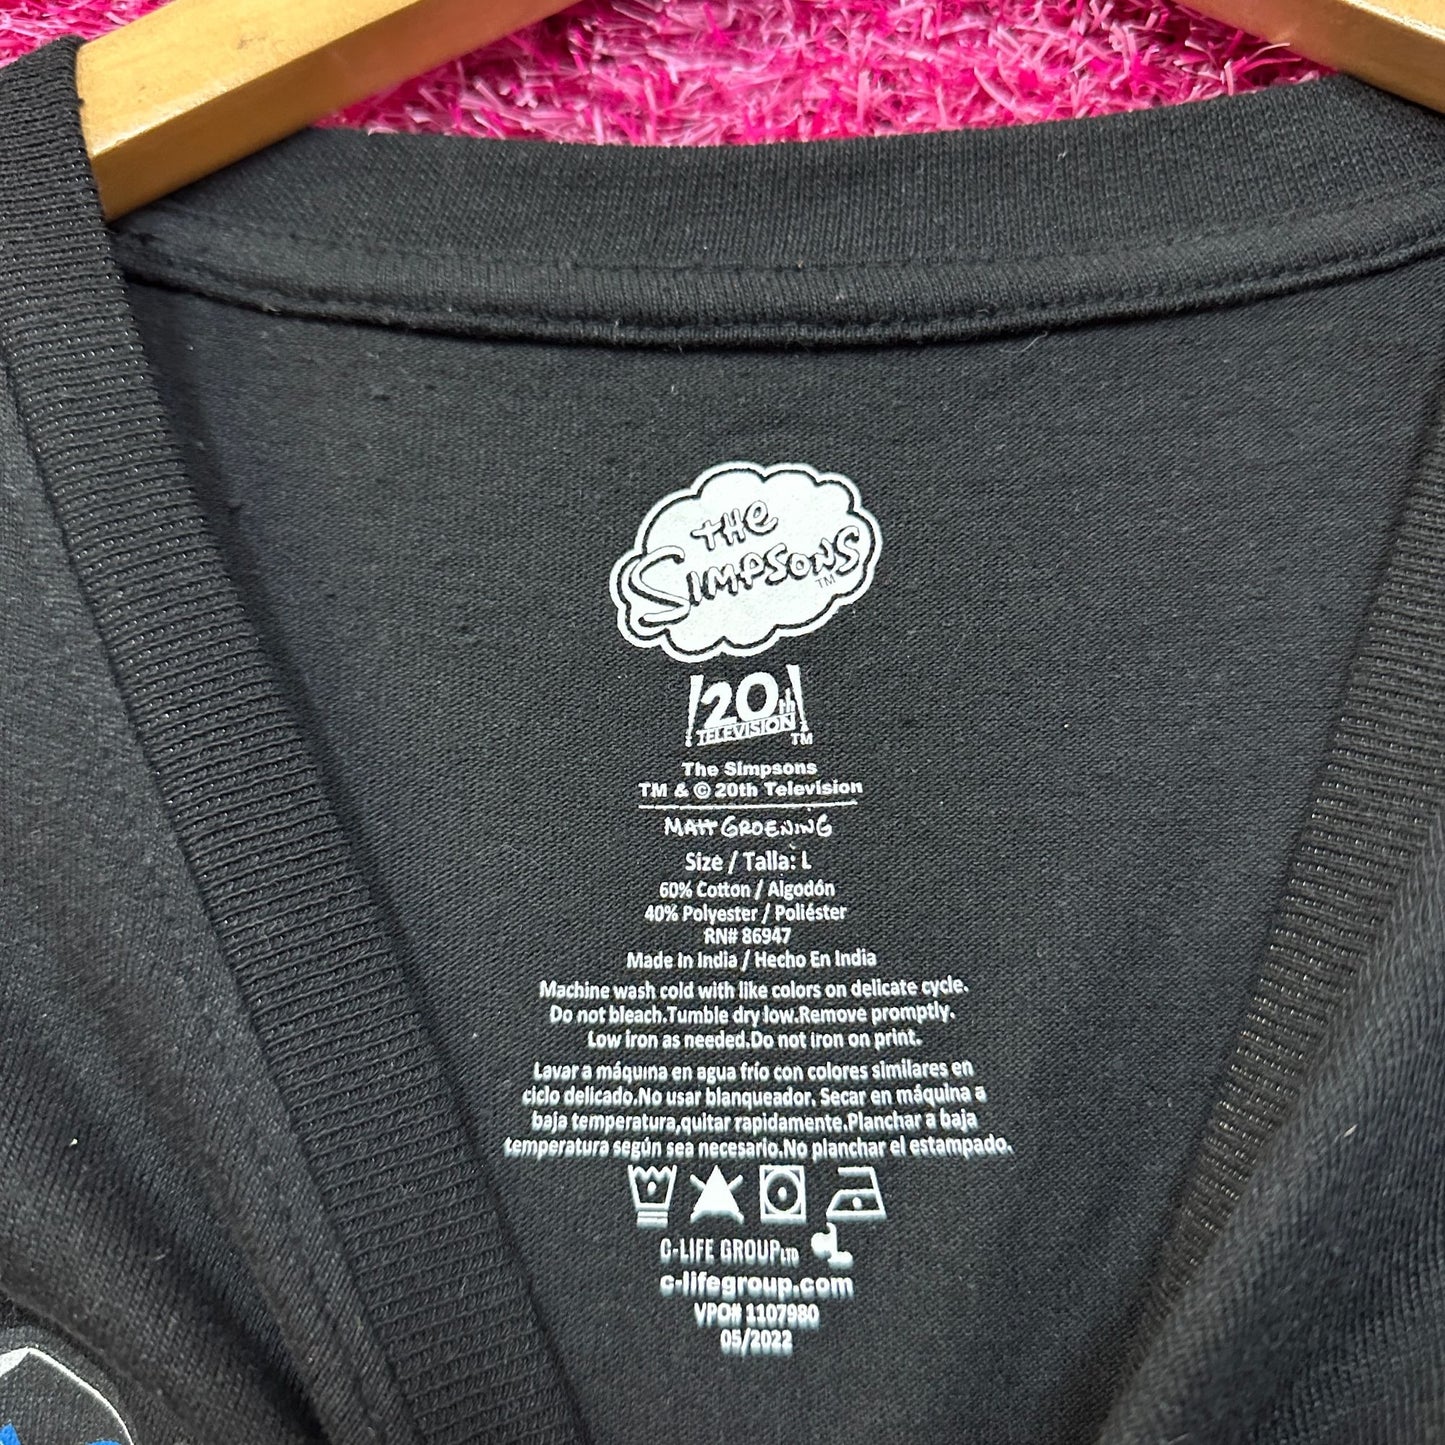 THE
SIMPSONS
TM
20th
TELEVISION
TM
The Simpsons
TM & © 20th Television
MATT GROENING
Size / Talla: L
60% Cotton / Algodón
40% Polyester / Poliéster
RN# 86947
Made In India / Hecho En India
Machine wash cold with like colors on delicate cycle.
Do not bleach.Tumble dry low.Remove promptly.
Low iron as needed.Do not iron on print.
Lavar a máquina en agua frío con colores similares en
ciclo delicado.No usar blanqueador. Secar en máquina a
baja temperatura,quitar rapidamente.Planchar a baja
temperatura según sea necesario.No planchar el estampado.
C-LIFE GROUP LTD
c-lifegroup.com
VPO# 1107980
05/2022